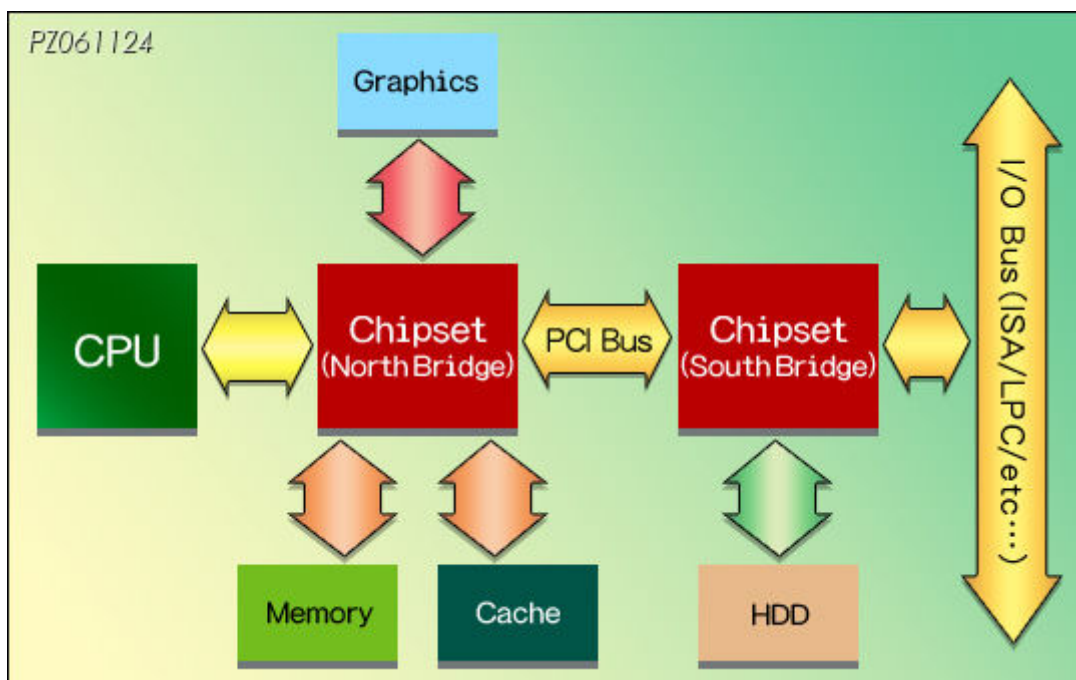 PZ061124
Graphics
CPU
Chipset
(North Bridge)
PCI Bus
Chipset
(South Bridge)
I/O Bus(ISA/LPC/etc…)
Memory
Cache
HDD